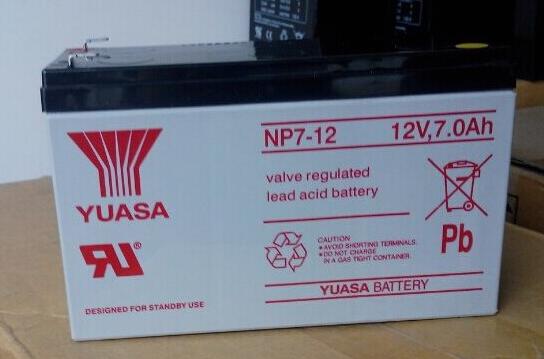 NP7-12 12V,7.0Ah
valve regulated
lead acid battery
YUASA
RU®
Pb
CAUTION
•AVOID SHORTING TERMINALS.
•DO NOT CHARGE
IN A GAS TIGHT CONTAINER.
YUASA BATTERY
DESIGNED FOR STANDBY USE